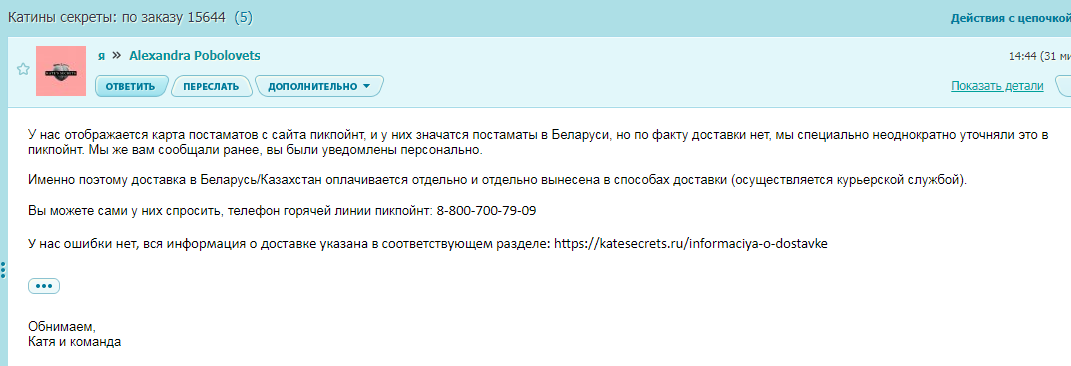 Катины секреты: по заказу 15644 (5)
Действия с цепочкой
я » Alexandra Pobolovets
14:44 (31 ми
ОТВЕТИТЬ ПЕРЕСЛАТЬ ДОПОЛНИТЕЛЬНО
Показать детали
У нас отображается карта постаматов с сайта пикпойнт, и у них значатся постаматы в Беларуси, но по факту доставки нет, мы специально неоднократно уточняли это в
пикпойнт. Мы же вам сообщали ранее, вы были уведомлены персонально.
Именно поэтому доставка в Беларусь/Казахстан оплачивается отдельно и отдельно вынесена в способах доставки (осуществляется курьерской службой).
Вы можете сами у них спросить, телефон горячей линии пикпойнт: 8-800-700-79-09
У нас ошибки нет, вся информация о доставке указана в соответствующем разделе: https://katesecrets.ru/informaciya-o-dostavke
Обнимаем,
Катя и команда